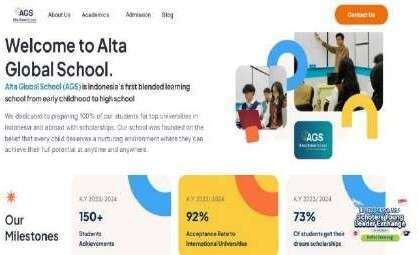 AGS
About Us
Academics
Admission
Blog
Contact Us
Welcome to Alta
Global School.
Alta Global School (AGS) is Indonesia's first blended learning
school from early childhood to high school
We dedicated to preparing 100% of our students for top universities in
Indonesia and abroad with scholarships. Our school was founded on the
belief that every child deserves a nurturing environment where they can
achieve their full potential at anytime and anywhere.
AGS
Our
Milestones
A.Y 2023/ 2024
150+
Students
Achievements
A.Y 2023/ 2024
92%
Acceptance Rate to
International Universities
A.Y 2023/ 2024
73%
Of students get their
dream scholarships
Young
Leader Exchange